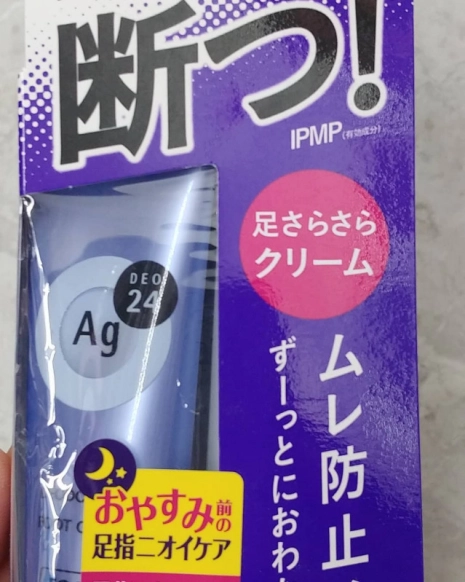 断つ!
IPMP(有効成分)
足さらさら
クリーム
ムレ防止
ずーっとにおわ
DEO
24
Ag
おやすみ前の
足指ニオイケア